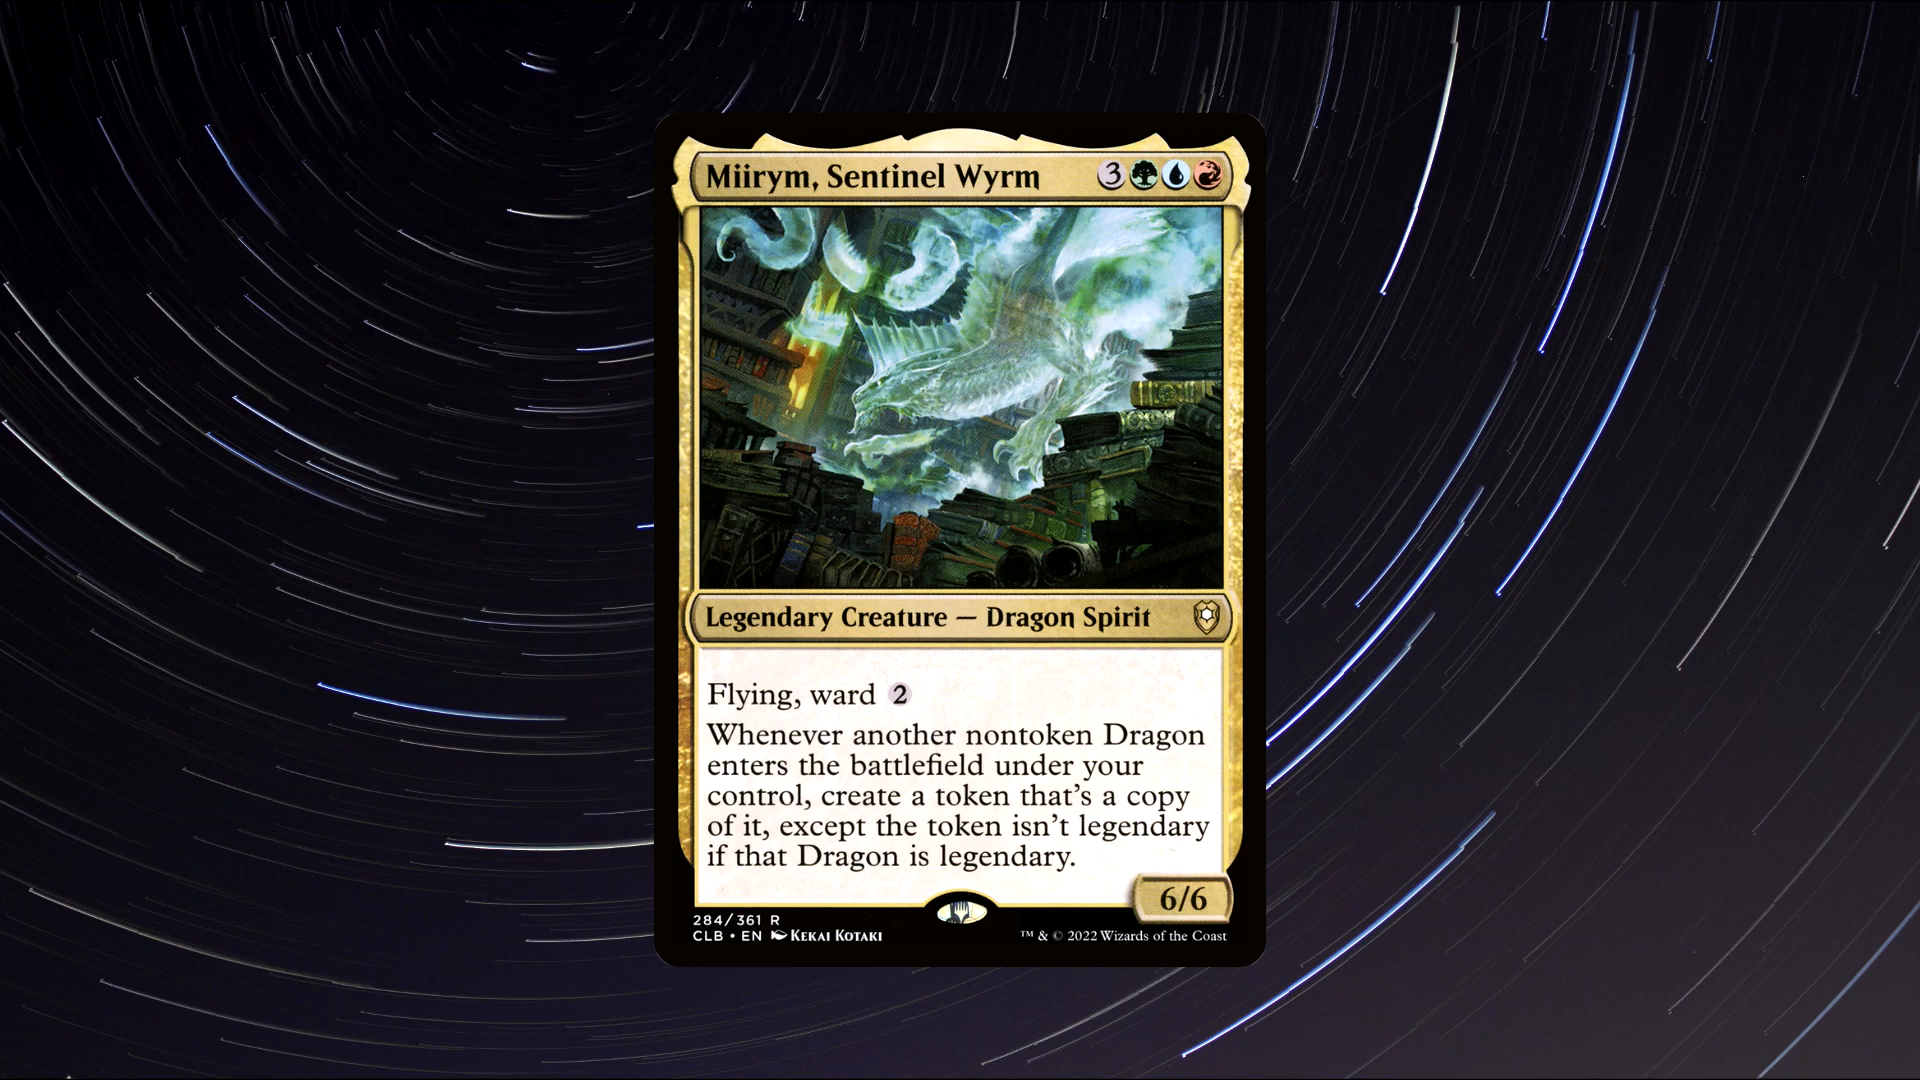 Miirym, Sentinel Wyrm 3
Legendary Creature — Dragon Spirit
Flying, ward 2
Whenever another nontoken Dragon
enters the battlefield under your
control, create a token that's a copy
of it, except the token isn't legendary
if that Dragon is legendary.
6/6
284/361 R
CLB • EN KEKAI KOTAKI
™ & © 2022 Wizards of the Coast